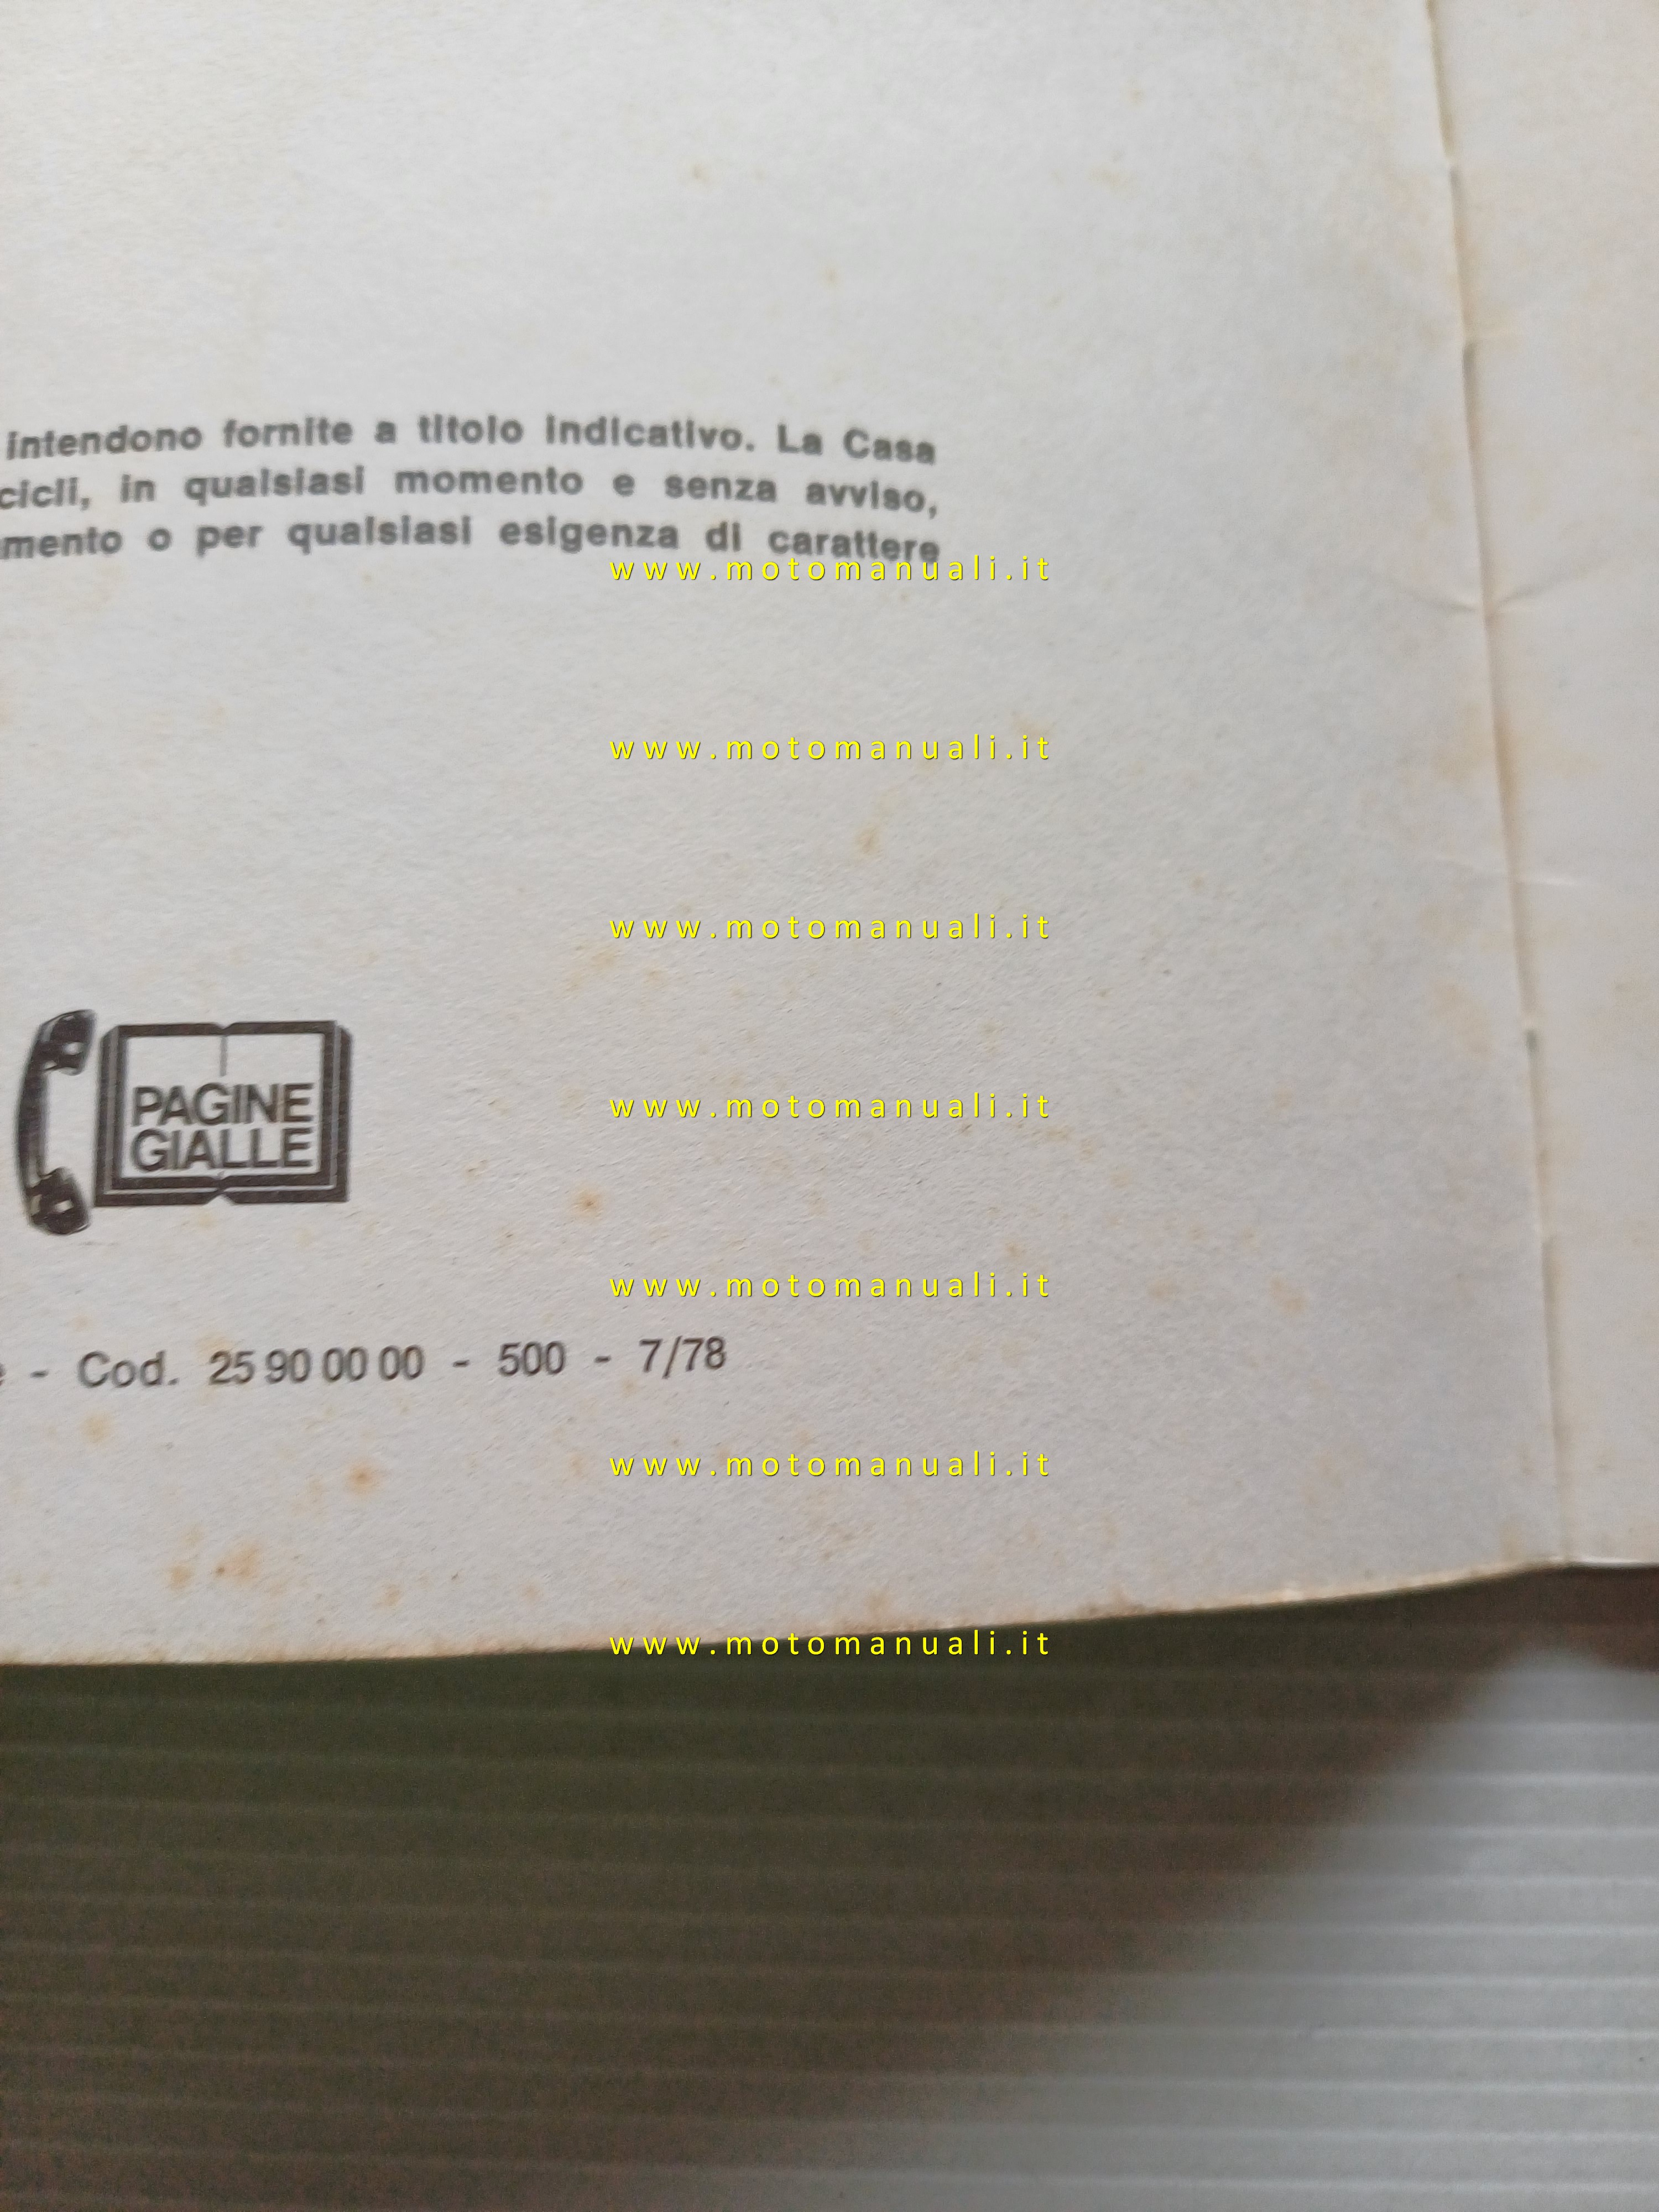 intendono fornite a titolo indicativo. La Casa
cicli, in qualsiasi momento e senza avviso,
mento o per qualsiasi esigenza di carattere
www.motomanuali.it
www.motomanuali.it
www.motomanuali.it
PAGINE
GIALLE
www.motomanuali.it
www.motomanuali.it
- Cod. 25 90 00 00 - 500 - 7/78
www.motomanuali.it
www.motomanuali.it